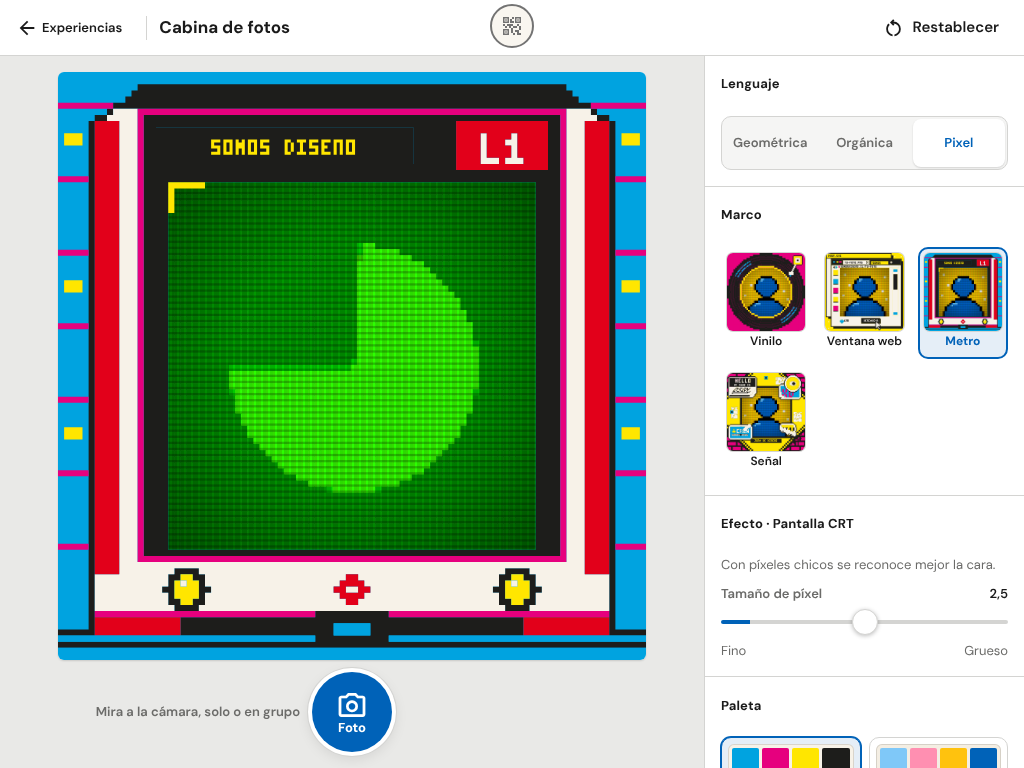 Experiencias
Cabina de fotos
Restablecer
SOMOS DISENO
L1
Lenguaje
Geométrica
Orgánica
Pixel
Marco
Vinilo
Ventana web
Metro
Señal
Efecto · Pantalla CRT
Con píxeles chicos se reconoce mejor la cara.
Tamaño de píxel
2,5
Fino
Grueso
Mira a la cámara, solo o en grupo
Foto
Paleta